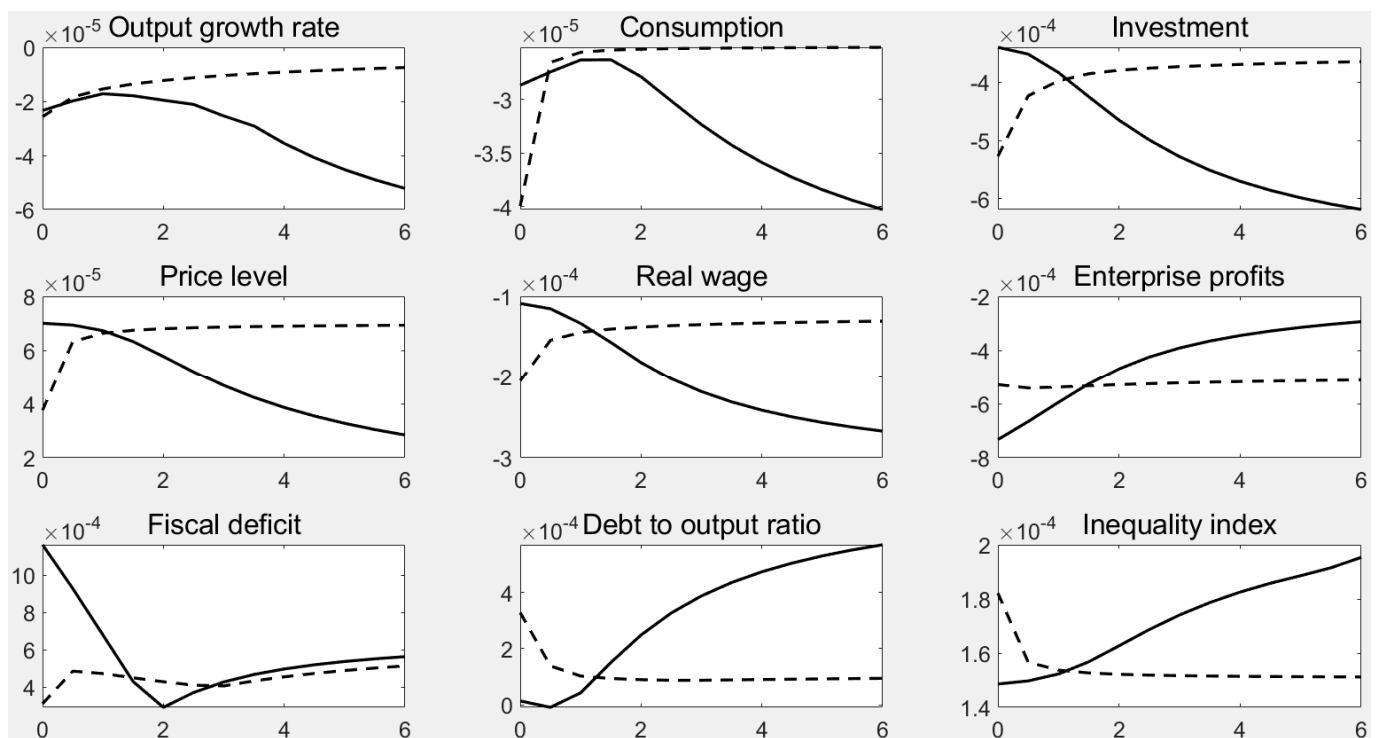 ×10⁻⁵ Output growth rate
0
-2
-4
-6
0 2 4 6
×10⁻⁵ Consumption
-3
-3.5
-4
0 2 4 6
×10⁻⁴ Investment
-4
-5
-6
0 2 4 6
×10⁻⁵ Price level
8
6
4
2
0 2 4 6
×10⁻⁴ Real wage
-1
-2
-3
0 2 4 6
×10⁻⁴ Enterprise profits
-2
-4
-6
-8
0 2 4 6
×10⁻⁴ Fiscal deficit
10
8
6
4
0 2 4 6
×10⁻⁴ Debt to output ratio
4
2
0
0 2 4 6
×10⁻⁴ Inequality index
2
1.8
1.6
1.4
0 2 4 6